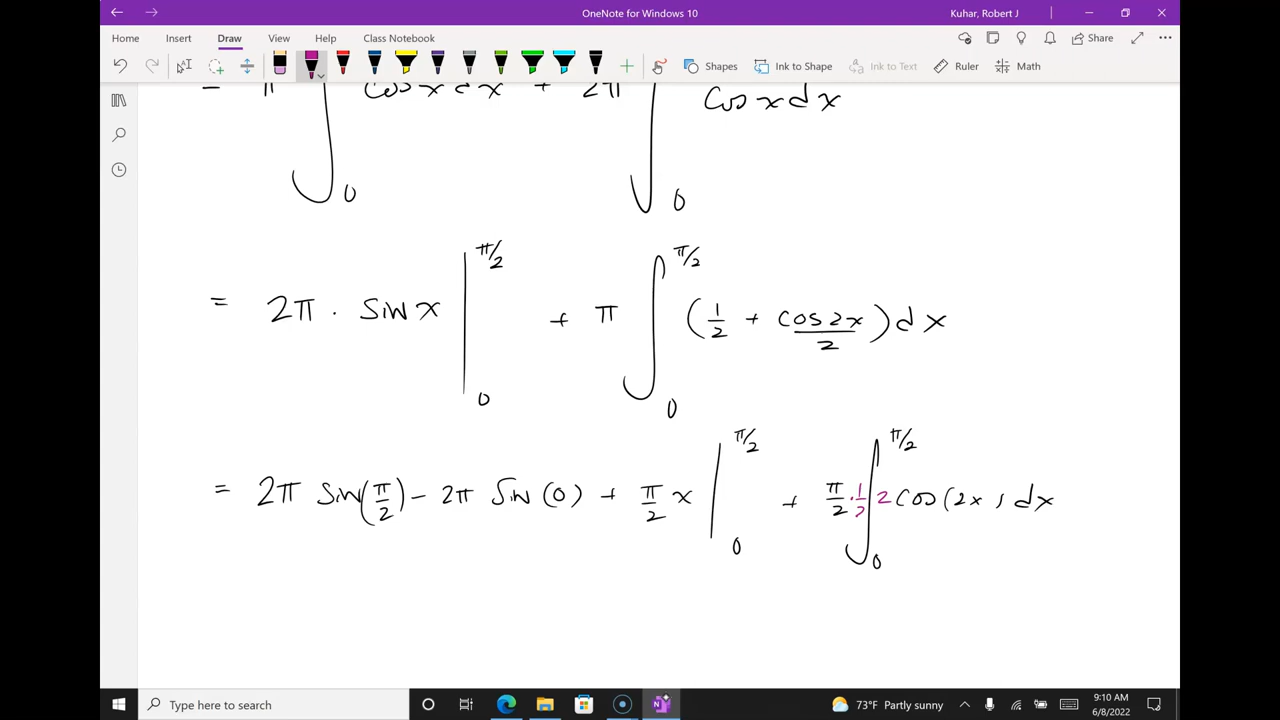 OneNote for Windows 10
Kuhar, Robert J
Home Insert Draw View Help Class Notebook
Share
Shapes Ink to Shape Ink to Text Ruler Math
= π ∫ cos x dx + 2π ∫ cos x dx
0 0
= 2π · sin x |₀^π/2 + π ∫₀^π/2 (1/2 + cos 2x/2) dx
= 2π sin(π/2) - 2π sin(0) + π/2 x |₀^π/2 + π/2 · 1/2 ∫₀^π/2 2 cos(2x) dx
Type here to search
73°F Partly sunny
9:10 AM
6/8/2022